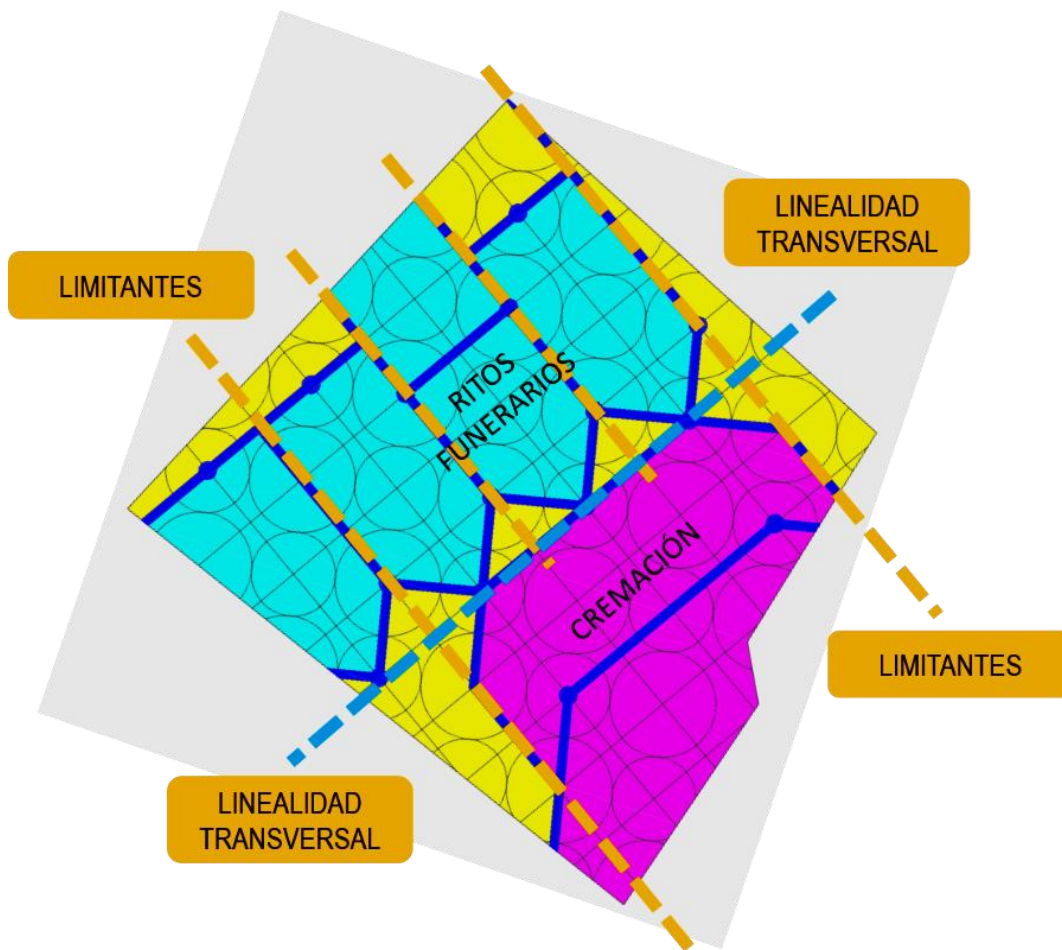 LINEALIDAD
TRANSVERSAL
LIMITANTES
RITOS
FUNERARIOS
CREMACIÓN
LIMITANTES
LINEALIDAD
TRANSVERSAL